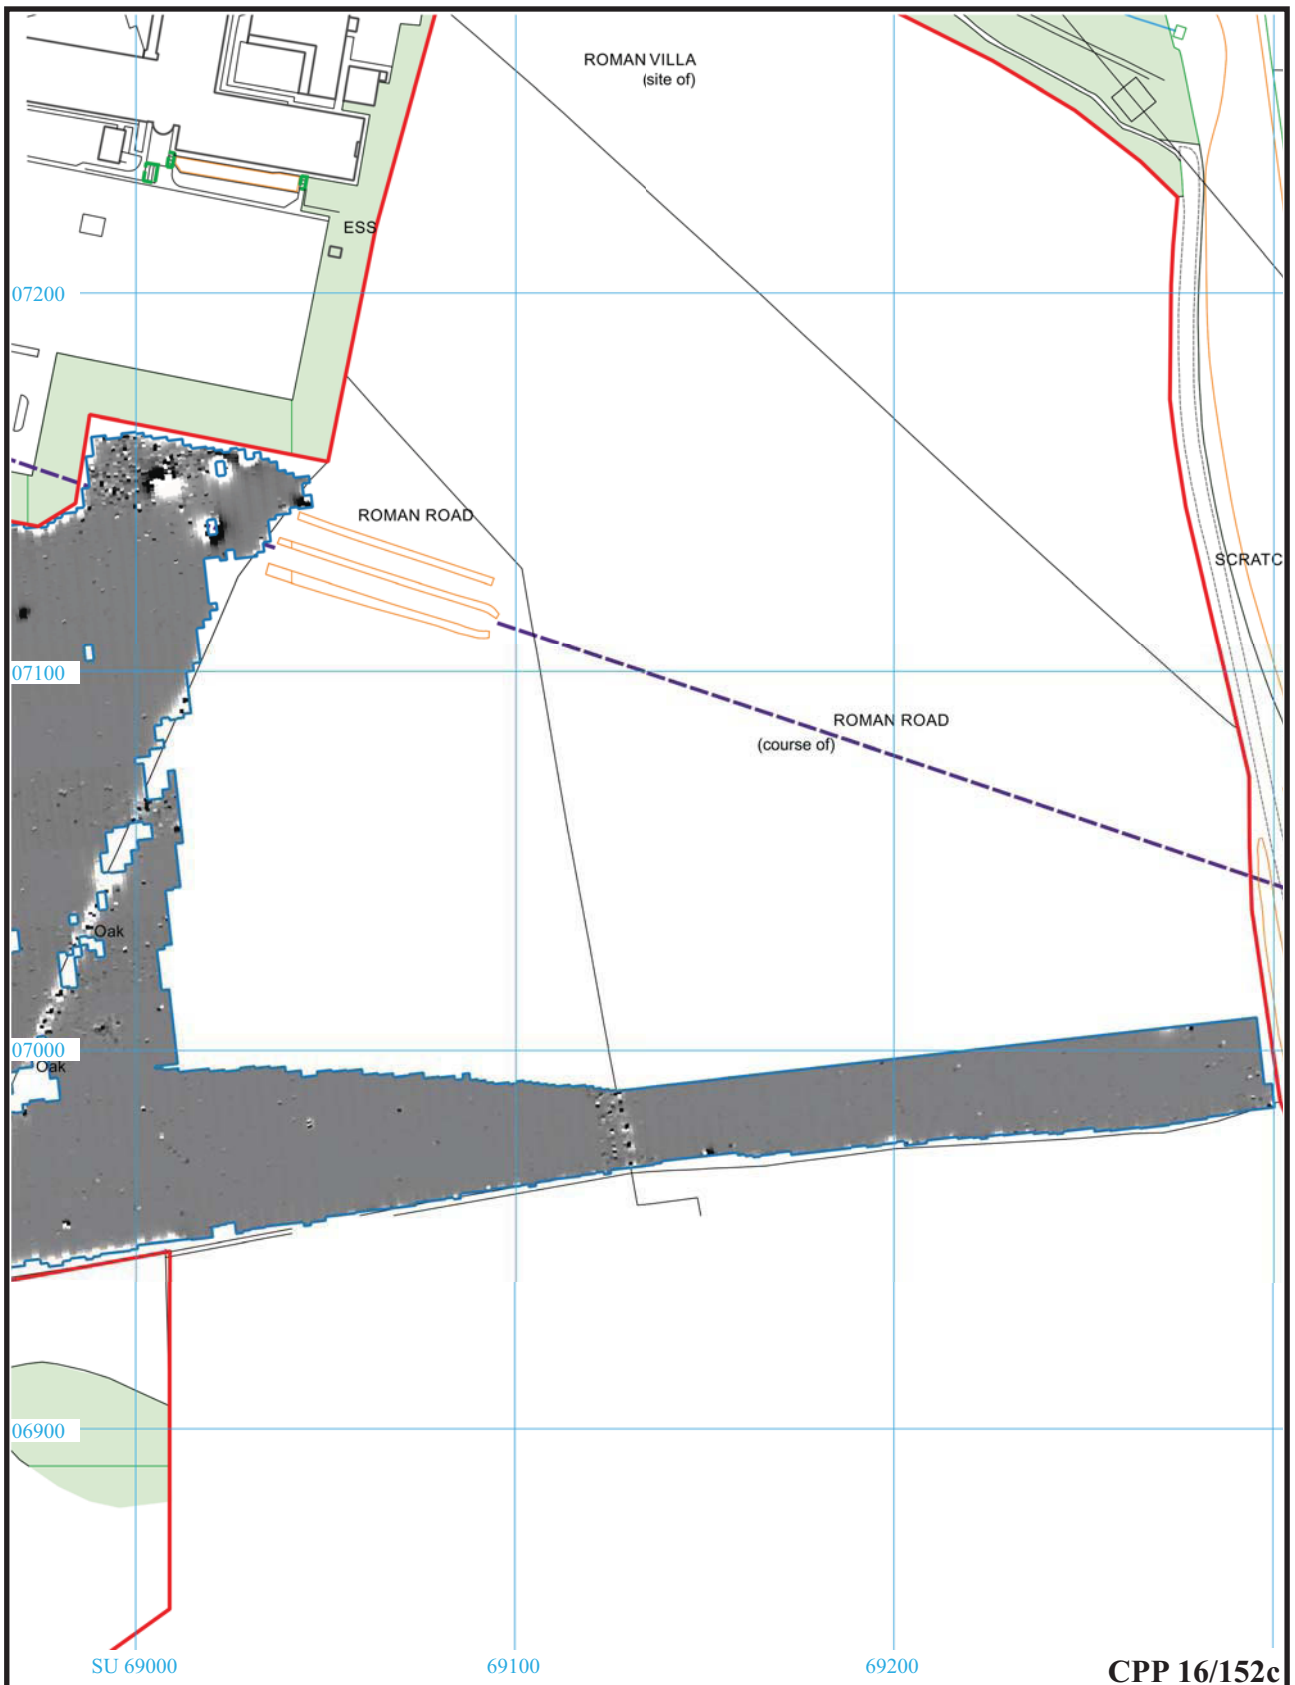 ROMAN VILLA
(site of)
ESS
07200
ROMAN ROAD
SCRATC
07100
ROMAN ROAD
(course of)
Oak
07000
Oak
06900
SU 69000
69100
69200
CPP 16/152c